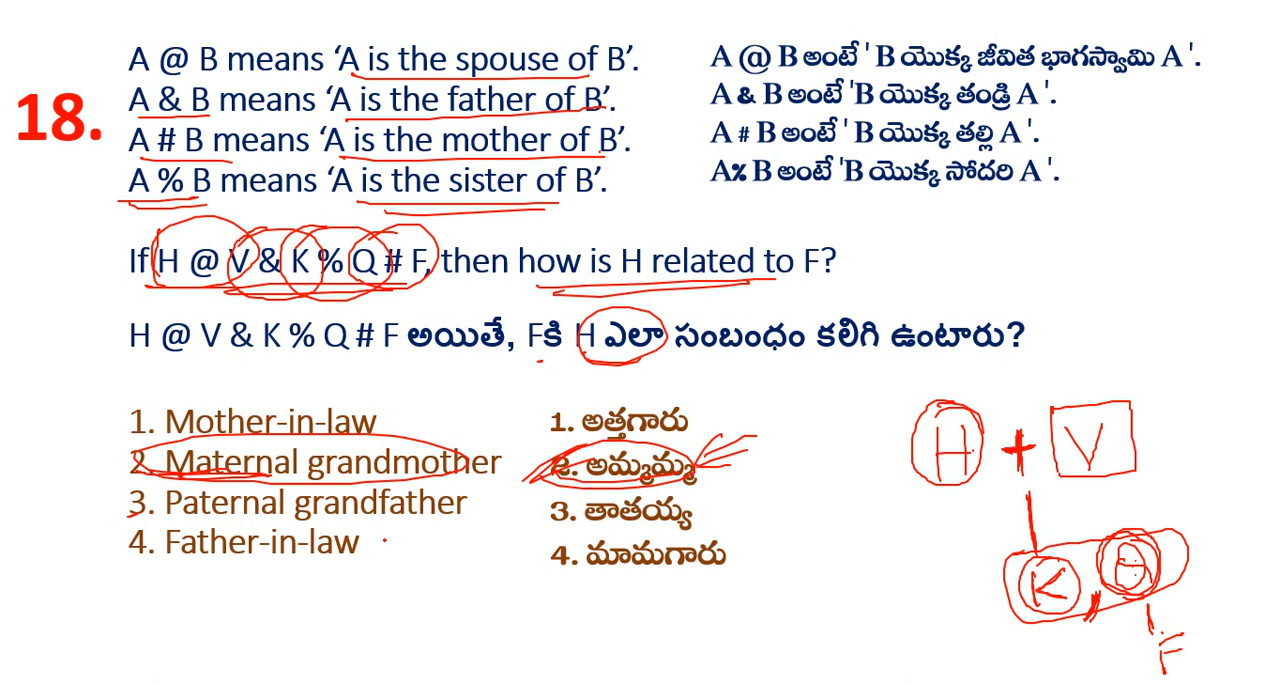 18.
A @ B means ‘A is the spouse of B’.
A & B means ‘A is the father of B’.
A # B means ‘A is the mother of B’.
A % B means ‘A is the sister of B’.
A @ B అంటే ' B యొక్క జీవిత భాగస్వామి A '.
A & B అంటే 'B యొక్క తండ్రి A '.
A # B అంటే ' B యొక్క తల్లి A '.
A% B అంటే 'B యొక్క సోదరి A '.
If H @ V & K % Q # F, then how is H related to F?
H @ V & K % Q # F అయితే, Fకి H ఎలా సంబంధం కలిగి ఉంటారు?
1. Mother-in-law
2. Maternal grandmother
3. Paternal grandfather
4. Father-in-law
1. అత్తగారు
2. అమ్మమ్మ
3. తాతయ్య
4. మామగారు
H + V
K,
F